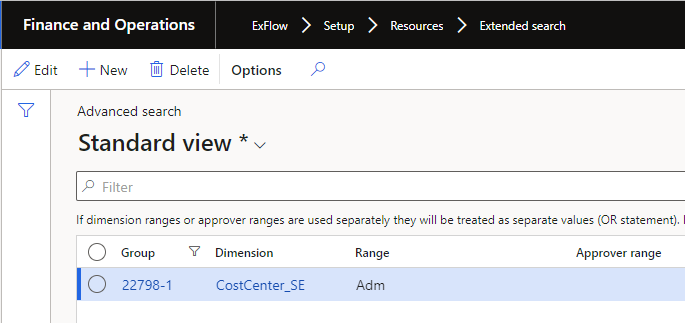 Finance and Operations ExFlow > Setup > Resources > Extended search
Edit New Delete Options
Advanced search
Standard view *
Filter
If dimension ranges or approver ranges are used separately they will be treated as separate values (OR statement).
Group Dimension Range Approver range
22798-1 CostCenter_SE Adm